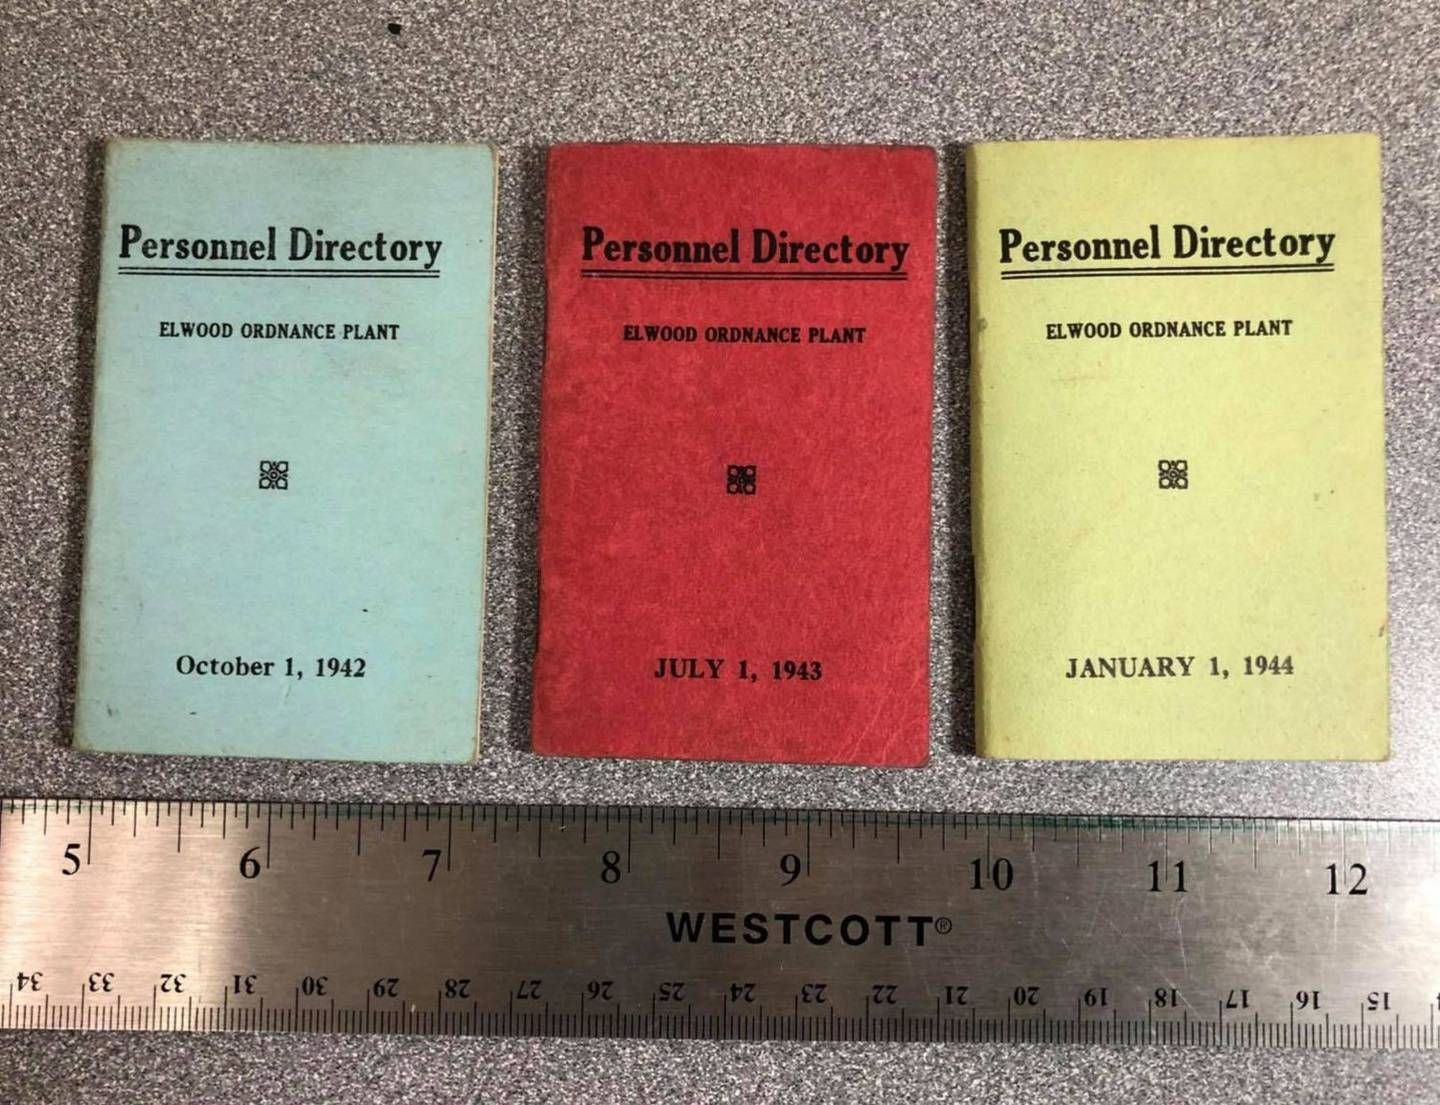 Personnel Directory
ELWOOD ORDNANCE PLANT
October 1, 1942
Personnel Directory
ELWOOD ORDNANCE PLANT
JULY 1, 1943
Personnel Directory
ELWOOD ORDNANCE PLANT
JANUARY 1, 1944
5 6 7 8 9 10 11 12
WESTCOTT®
34 33 32 31 30 29 28 27 26 25 24 23 22 21 20 19 18 17 16 15